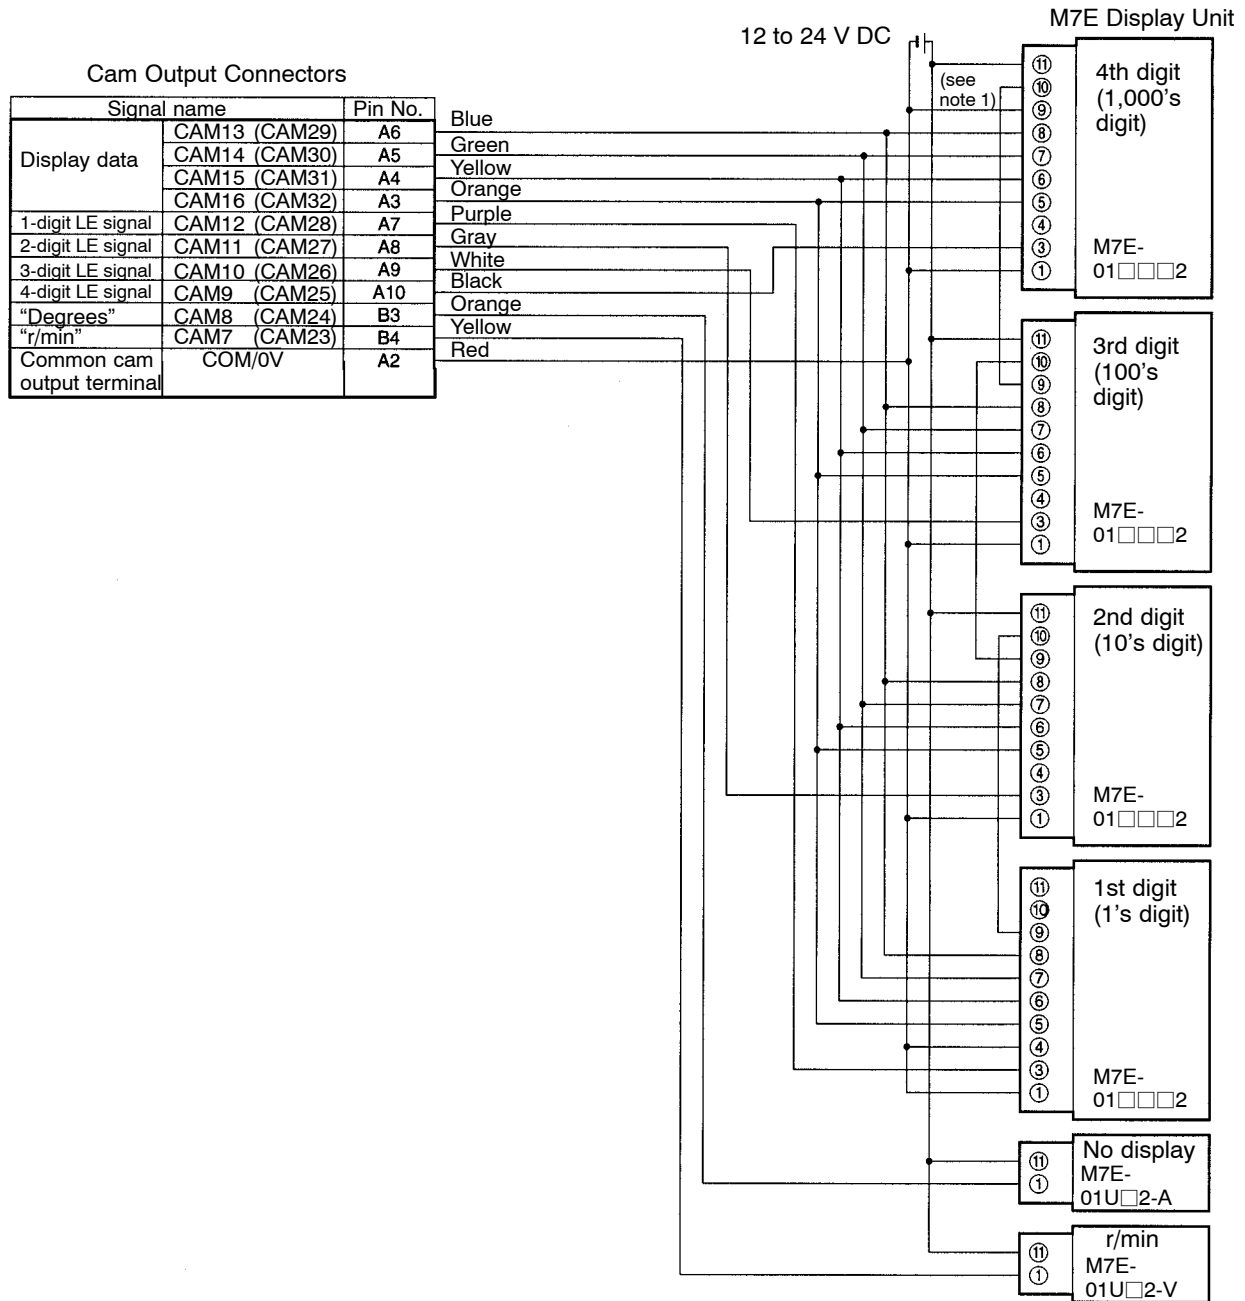 M7E Display Unit
12 to 24 V DC
(see
note 1)
Cam Output Connectors
Signal name Pin No.
Display data CAM13 (CAM29) A6 Blue
CAM14 (CAM30) A5 Green
CAM15 (CAM31) A4 Yellow
CAM16 (CAM32) A3 Orange
1-digit LE signal CAM12 (CAM28) A7 Purple
2-digit LE signal CAM11 (CAM27) A8 Gray
3-digit LE signal CAM10 (CAM26) A9 White
4-digit LE signal CAM9 (CAM25) A10 Black
“Degrees” CAM8 (CAM24) B3 Orange
“r/min” CAM7 (CAM23) B4 Yellow
Common cam COM/0V A2 Red
output terminal
⑪
⑩
⑨
⑧
⑦
⑥
⑤
④
③
①
4th digit
(1,000’s
digit)
M7E-
01□□□2
⑪
⑩
⑨
⑧
⑦
⑥
⑤
④
③
①
3rd digit
(100’s
digit)
M7E-
01□□□2
⑪
⑩
⑨
⑧
⑦
⑥
⑤
④
③
①
2nd digit
(10’s digit)
M7E-
01□□□2
⑪
⑩
⑨
⑧
⑦
⑥
⑤
④
③
①
1st digit
(1’s digit)
M7E-
01□□□2
⑪
①
No display
M7E-
01U□2-A
⑪
①
r/min
M7E-
01U□2-V